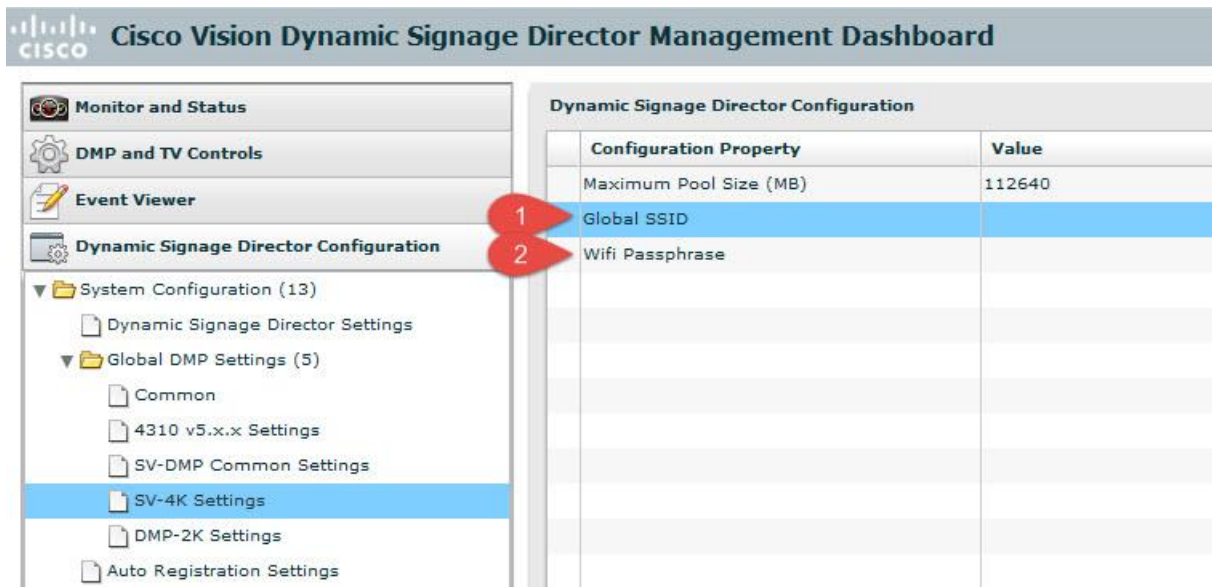 CISCO Cisco Vision Dynamic Signage Director Management Dashboard
Monitor and Status
DMP and TV Controls
Event Viewer
Dynamic Signage Director Configuration
System Configuration (13)
Dynamic Signage Director Settings
Global DMP Settings (5)
Common
4310 v5.x.x Settings
SV-DMP Common Settings
SV-4K Settings
DMP-2K Settings
Auto Registration Settings
Dynamic Signage Director Configuration
Configuration Property Value
Maximum Pool Size (MB) 112640
1 Global SSID
2 Wifi Passphrase